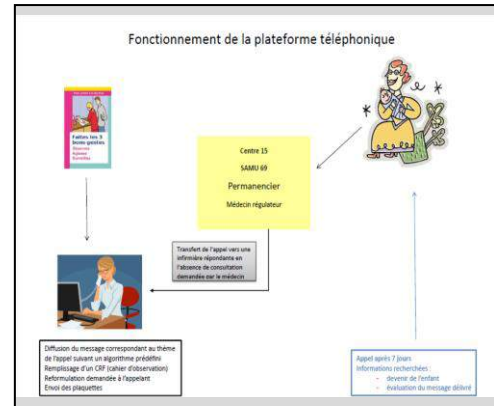 Fonctionnement de la plateforme téléphonique
Faites les 3
bons gestes
Centre 15
SAMU 69
Permanencier
Médecin régulateur
Transfert de l'appel vers une
infirmière répondante en
l'absence de consultation
demandée par le médecin
Diffusion du message correspondant au thème
de l'appel suivant un algorithme prédéfini
Remplissage d'un CRF (cahier d'observation)
Reformulation demandée à l'appelant
Envoi des plaquettes
Appel après 7 jours
Informations recherchées :
- devenir de l'enfant
- évaluation du message délivré